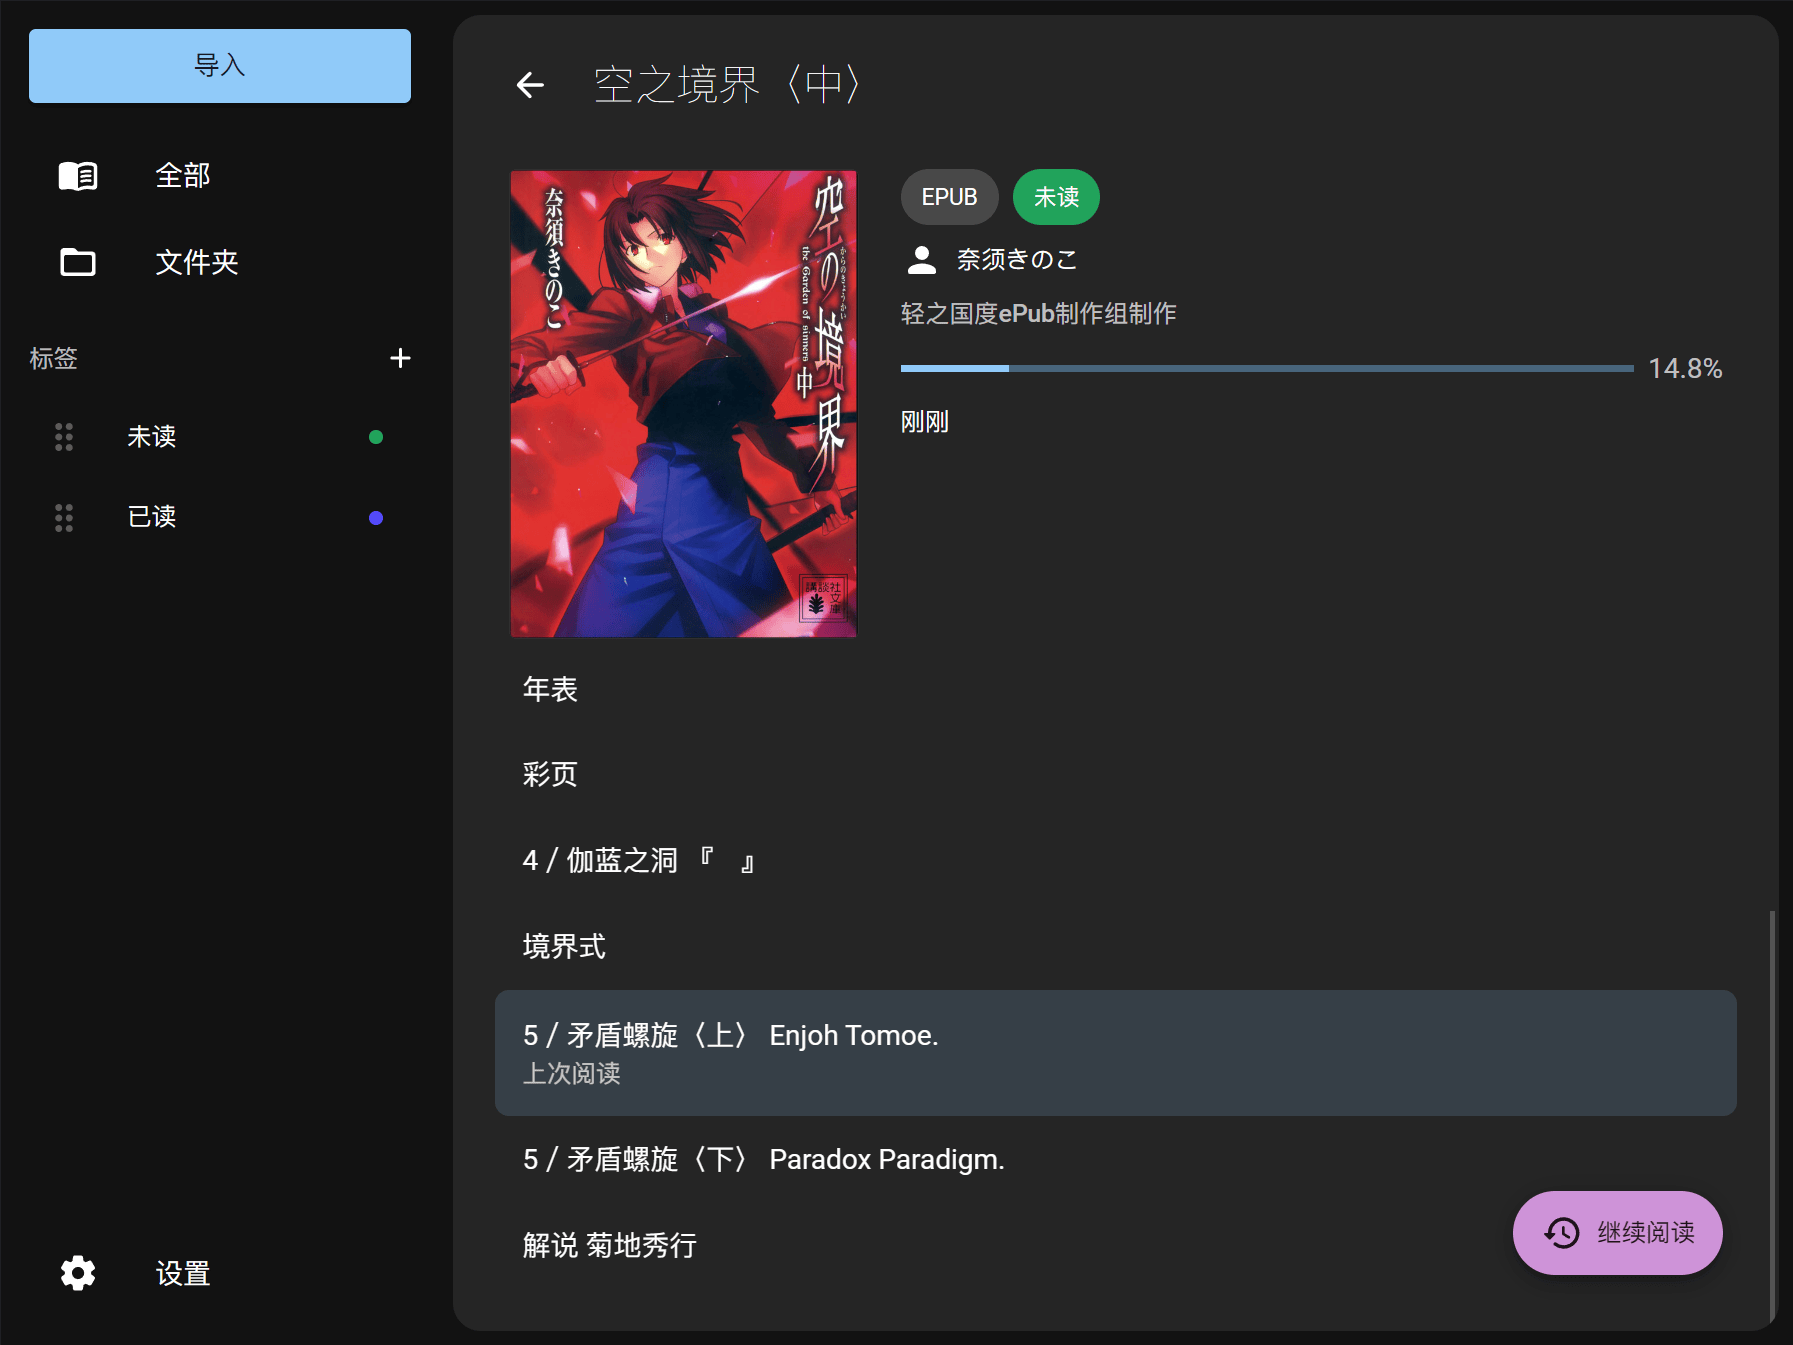 导入
全部
文件夹
标签
未读
已读
设置
空之境界〈中〉
奈須きのこ
空の境界
からのきょうかい
the Garden of sinners
中
講談社
文庫
EPUB
未读
奈须きのこ
轻之国度ePub制作组制作
14.8%
刚刚
年表
彩页
4 / 伽蓝之洞 『　』
境界式
5 / 矛盾螺旋〈上〉 Enjoh Tomoe.
上次阅读
5 / 矛盾螺旋〈下〉 Paradox Paradigm.
解说 菊地秀行
继续阅读